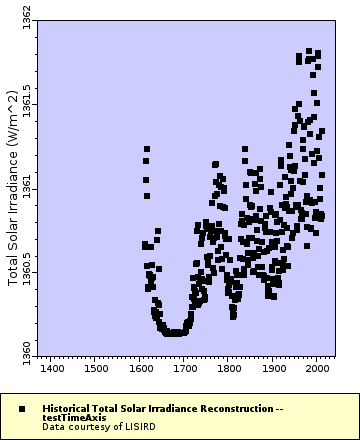 1362
1361.5
1361
1360.5
1360
Total Solar Irradiance (W/m^2)
1400 1500 1600 1700 1800 1900 2000
Historical Total Solar Irradiance Reconstruction --
testTimeAxis
Data courtesy of LISIRD